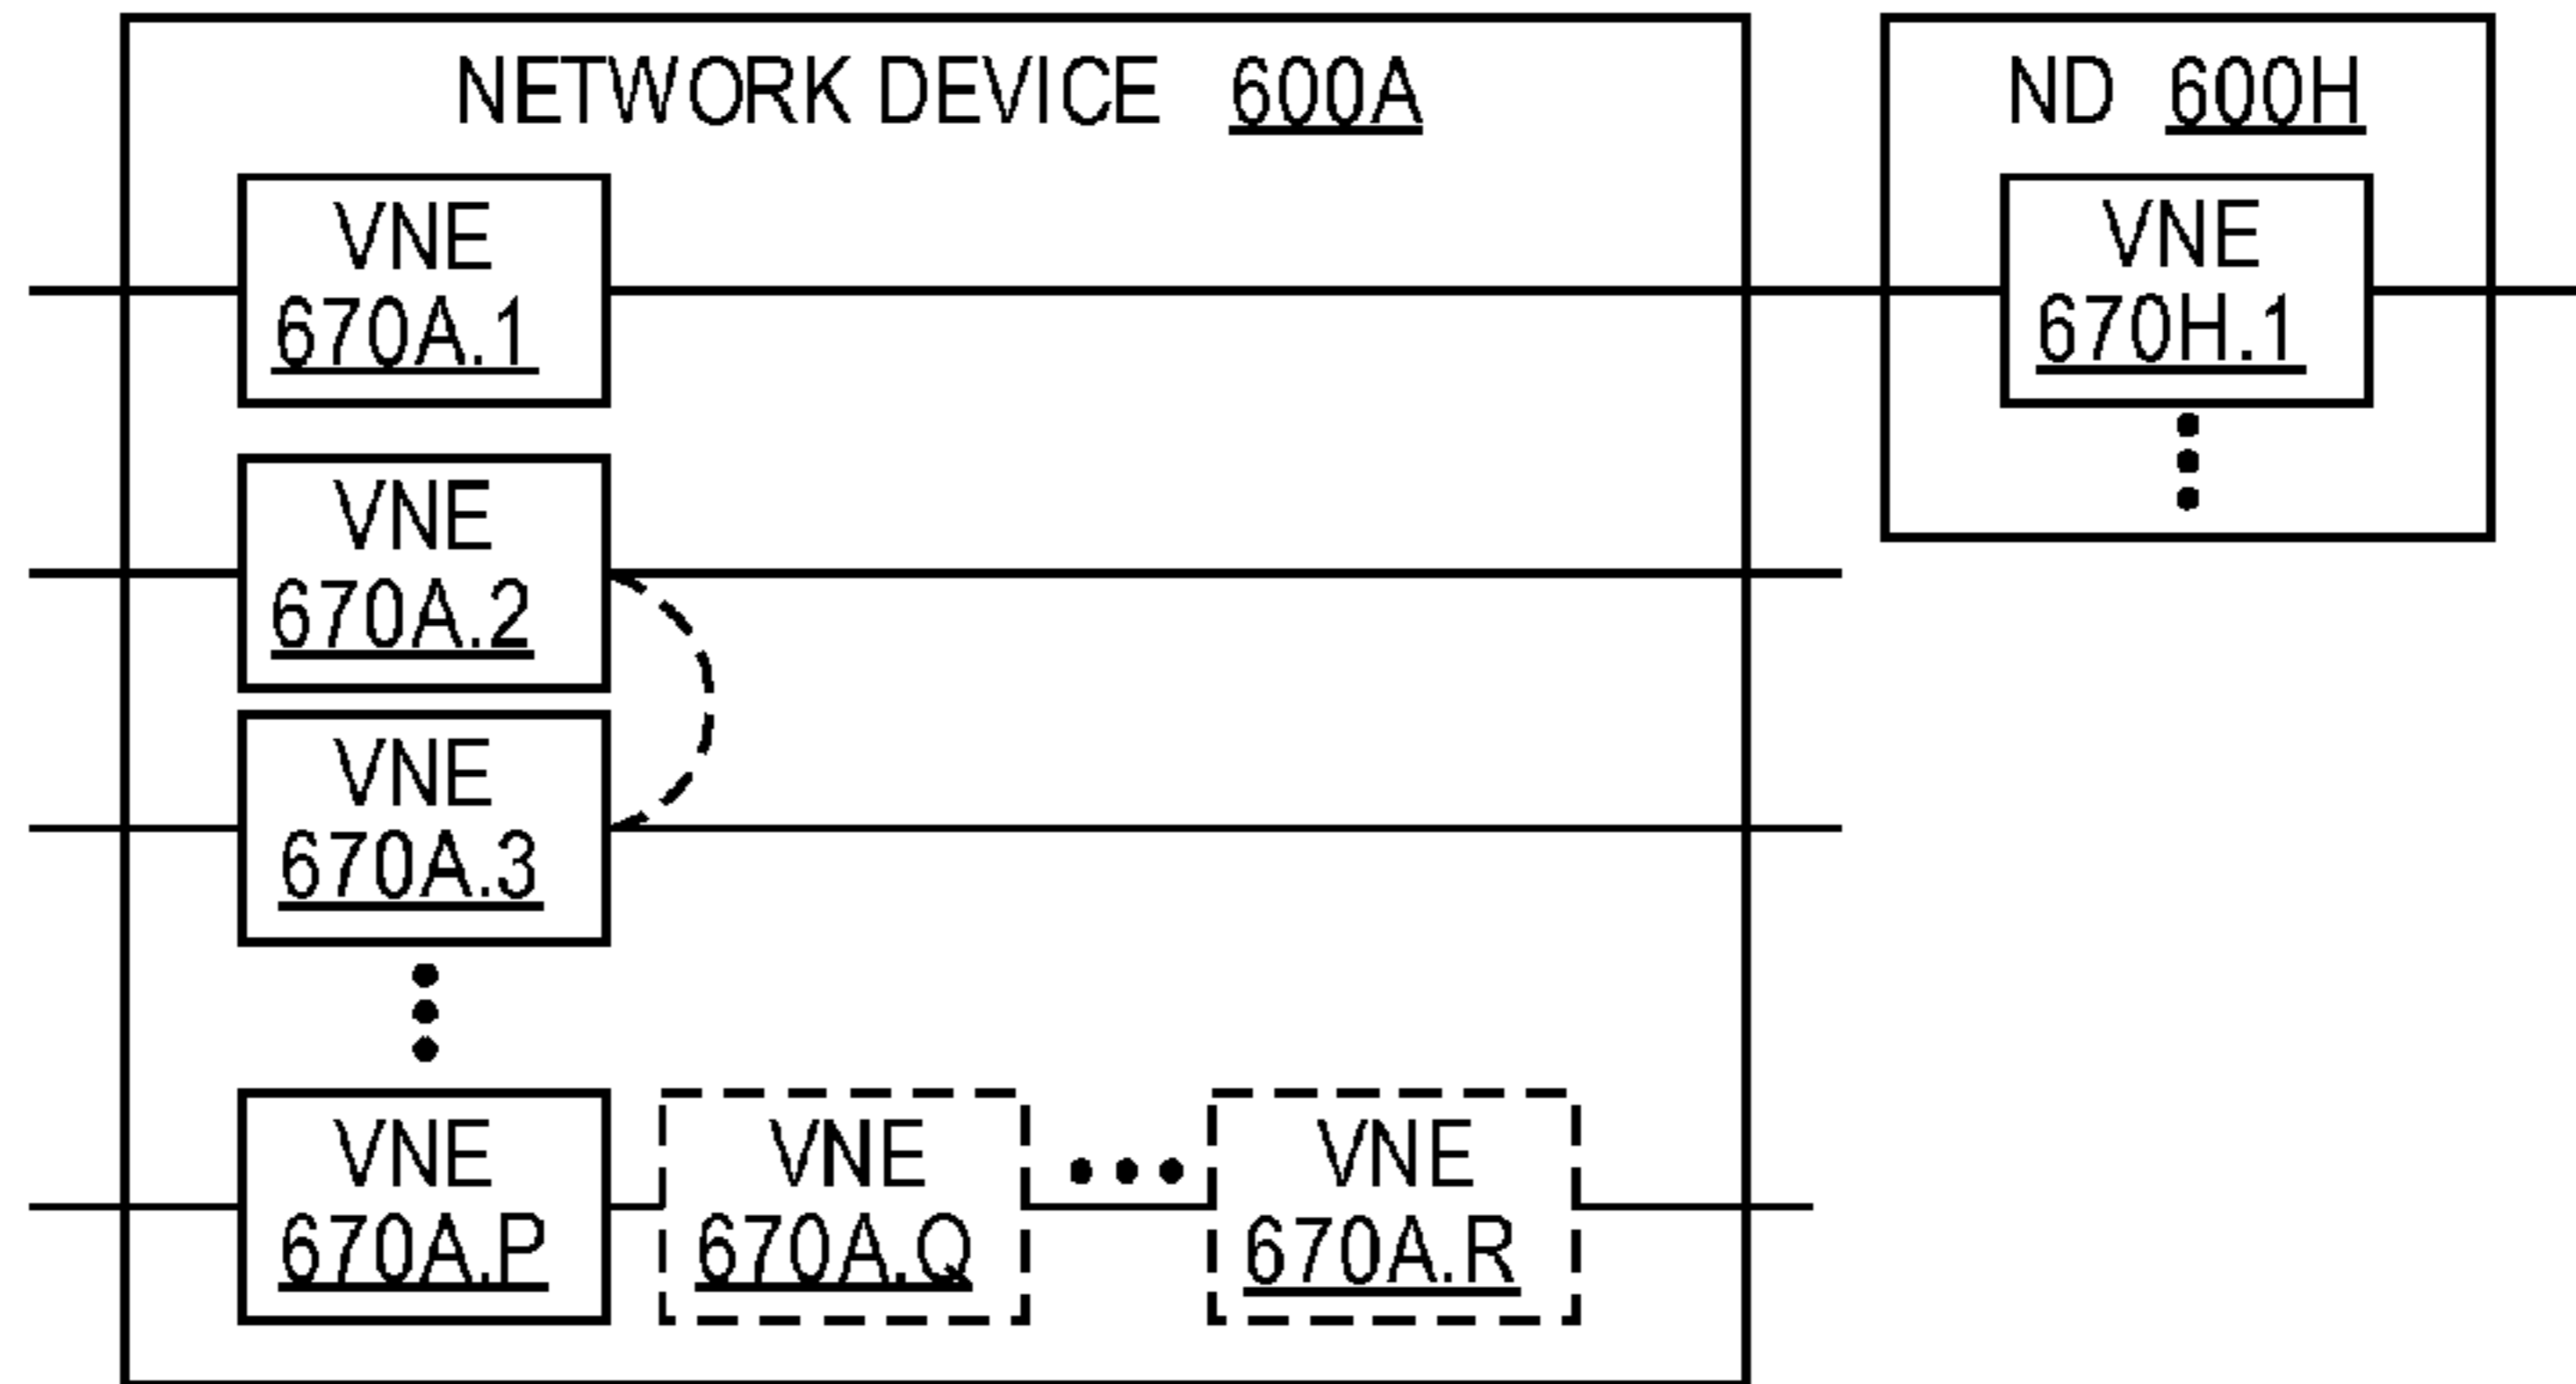 NETWORK DEVICE 600A
ND 600H
VNE
670A.1
VNE
670H.1
VNE
670A.2
VNE
670A.3
VNE
670A.P
VNE
670A.Q
VNE
670A.R